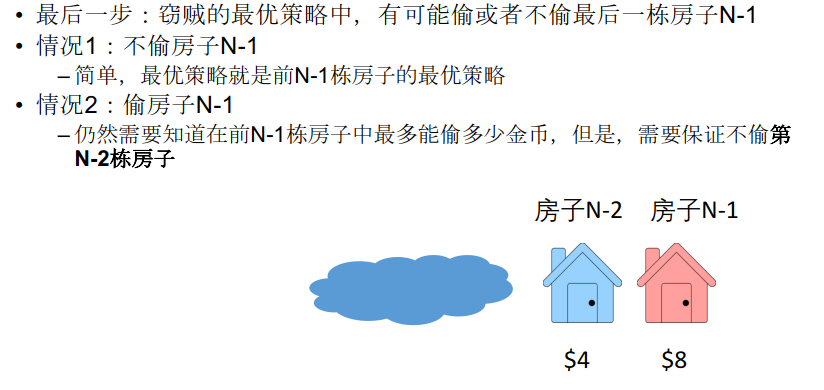 • 最后一步：窃贼的最优策略中，有可能偷或者不偷最后一栋房子N-1
• 情况1：不偷房子N-1
– 简单，最优策略就是前N-1栋房子的最优策略
• 情况2：偷房子N-1
– 仍然需要知道在前N-1栋房子中最多能偷多少金币，但是，需要保证不偷第
N-2栋房子
房子N-2 房子N-1
$4 $8